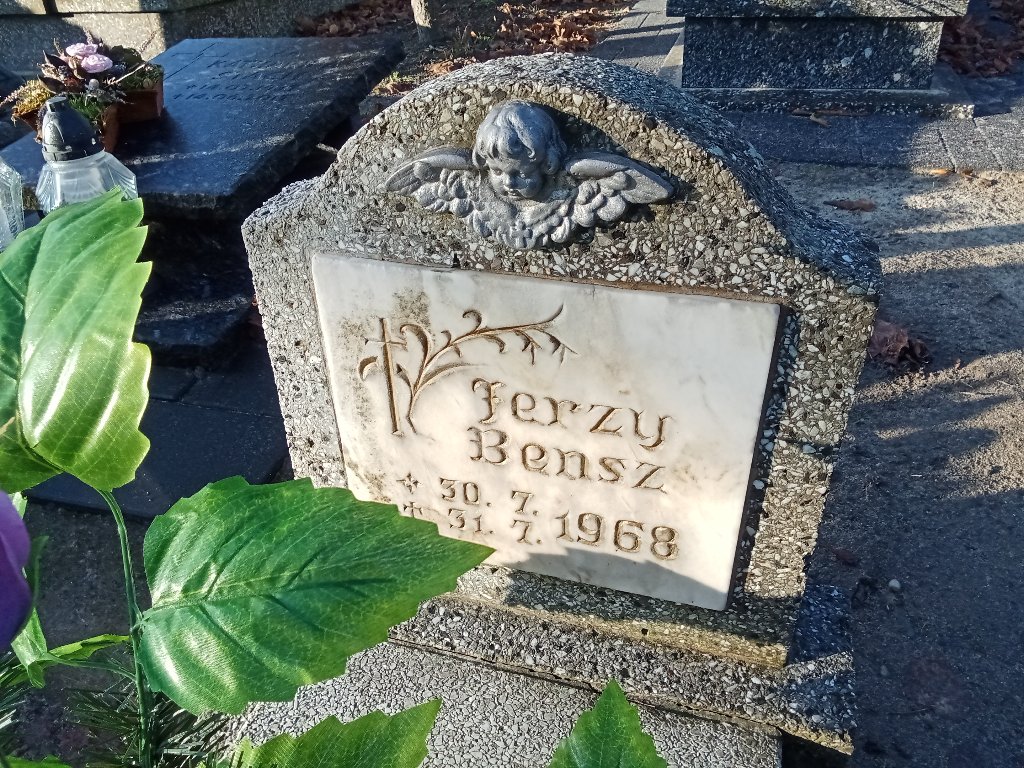 Jerzy
Bensz
* 30. 7.
† 31. 7. 1968